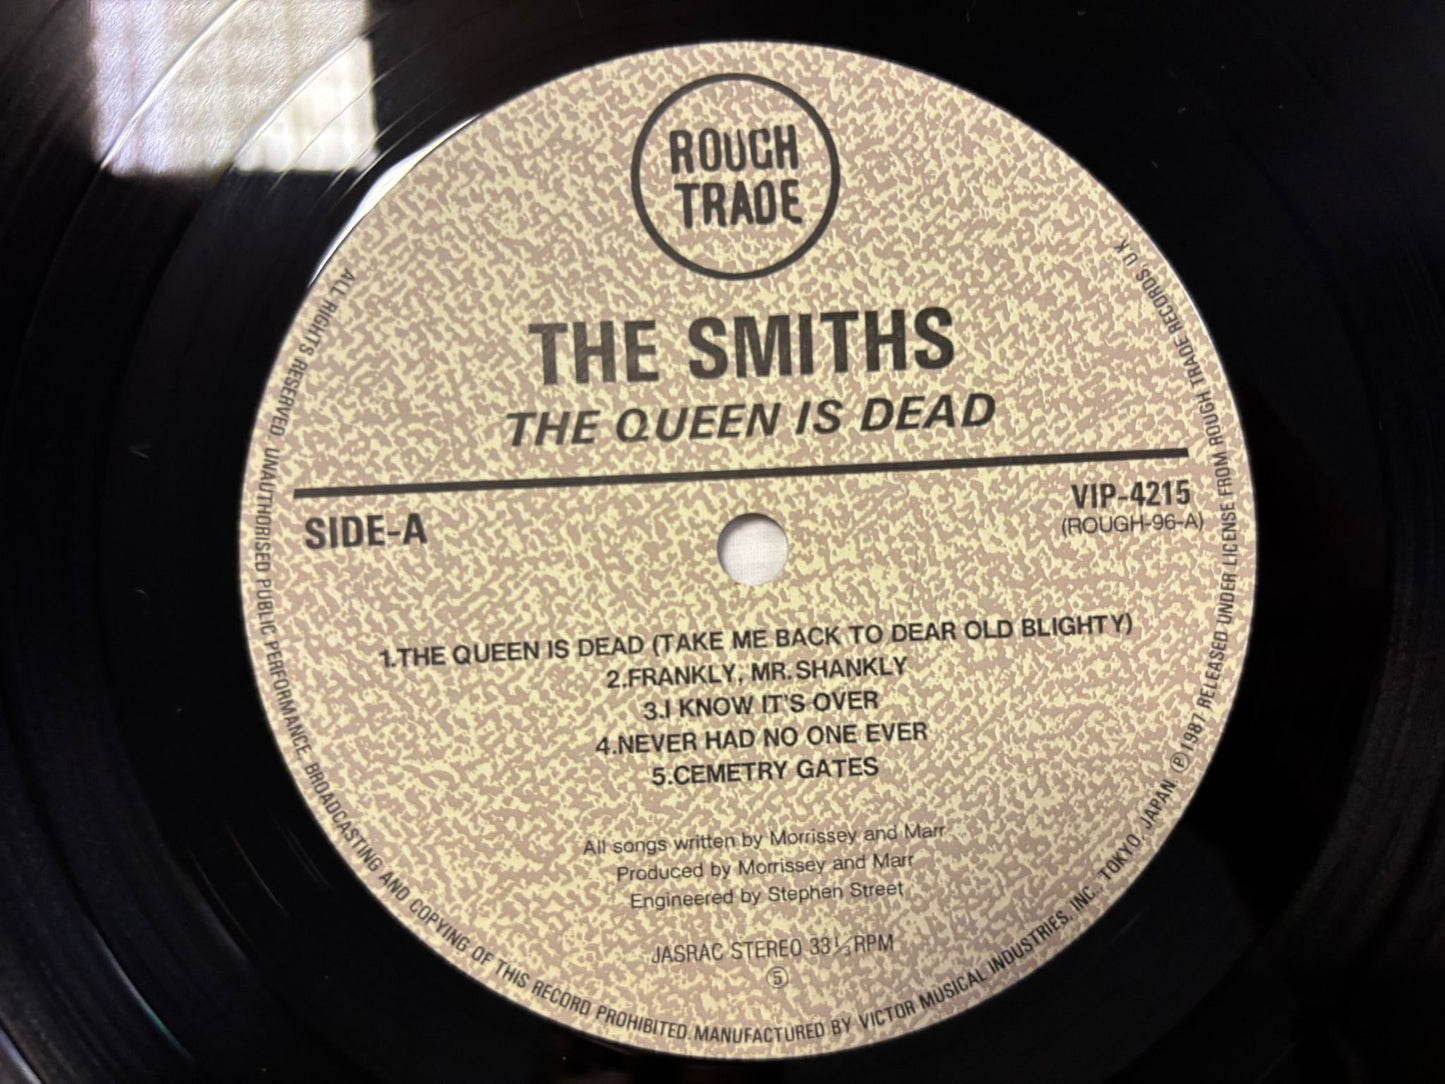 ROUGH
TRADE
THE SMITHS
THE QUEEN IS DEAD
SIDE-A
VIP-4215
(ROUGH-96-A)
1.THE QUEEN IS DEAD (TAKE ME BACK TO DEAR OLD BLIGHTY)
2.FRANKLY, MR. SHANKLY
3.I KNOW IT'S OVER
4.NEVER HAD NO ONE EVER
5.CEMETRY GATES
All songs written by Morrissey and Marr
Produced by Morrissey and Marr
Engineered by Stephen Street
JASRAC STEREO 33⅓RPM
⑤
ALL RIGHTS RESERVED. UNAUTHORISED PUBLIC PERFORMANCE, BROADCASTING AND COPYING OF THIS RECORD PROHIBITED. MANUFACTURED BY VICTOR MUSICAL INDUSTRIES, INC., TOKYO, JAPAN ℗1987 RELEASED UNDER LICENSE FROM ROUGH TRADE RECORDS, U.K.